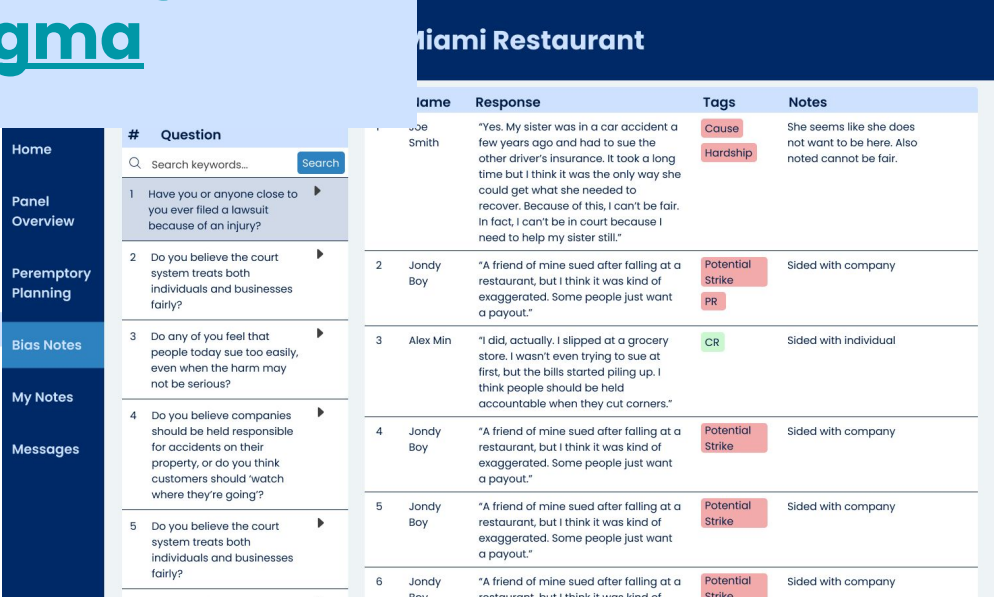 gma
Miami Restaurant
Name Response Tags Notes
# Question
Search keywords... Search
Home
Panel
Overview
Peremptory
Planning
Bias Notes
My Notes
Messages
1 Have you or anyone close to
you ever filed a lawsuit
because of an injury?
2 Do you believe the court
system treats both
individuals and businesses
fairly?
3 Do any of you feel that
people today sue too easily,
even when the harm may
not be serious?
4 Do you believe companies
should be held responsible
for accidents on their
property, or do you think
customers should ‘watch
where they’re going’?
5 Do you believe the court
system treats both
individuals and businesses
fairly?
Joe
Smith
“Yes. My sister was in a car accident a
few years ago and had to sue the
other driver’s insurance. It took a long
time but I think it was the only way she
could get what she needed to
recover. Because of this, I can’t be fair.
In fact, I can’t be in court because I
need to help my sister still.”
Cause
Hardship
She seems like she does
not want to be here. Also
noted cannot be fair.
2 Jondy
Boy
“A friend of mine sued after falling at a
restaurant, but I think it was kind of
exaggerated. Some people just want
a payout.”
Potential
Strike
PR
Sided with company
3 Alex Min
“I did, actually. I slipped at a grocery
store. I wasn’t even trying to sue at
first, but the bills started piling up. I
think people should be held
accountable when they cut corners.”
CR
Sided with individual
4 Jondy
Boy
“A friend of mine sued after falling at a
restaurant, but I think it was kind of
exaggerated. Some people just want
a payout.”
Potential
Strike
Sided with company
5 Jondy
Boy
“A friend of mine sued after falling at a
restaurant, but I think it was kind of
exaggerated. Some people just want
a payout.”
Potential
Strike
Sided with company
6 Jondy
Boy
“A friend of mine sued after falling at a
restaurant, but I think it was kind of
Potential
Strike
Sided with company